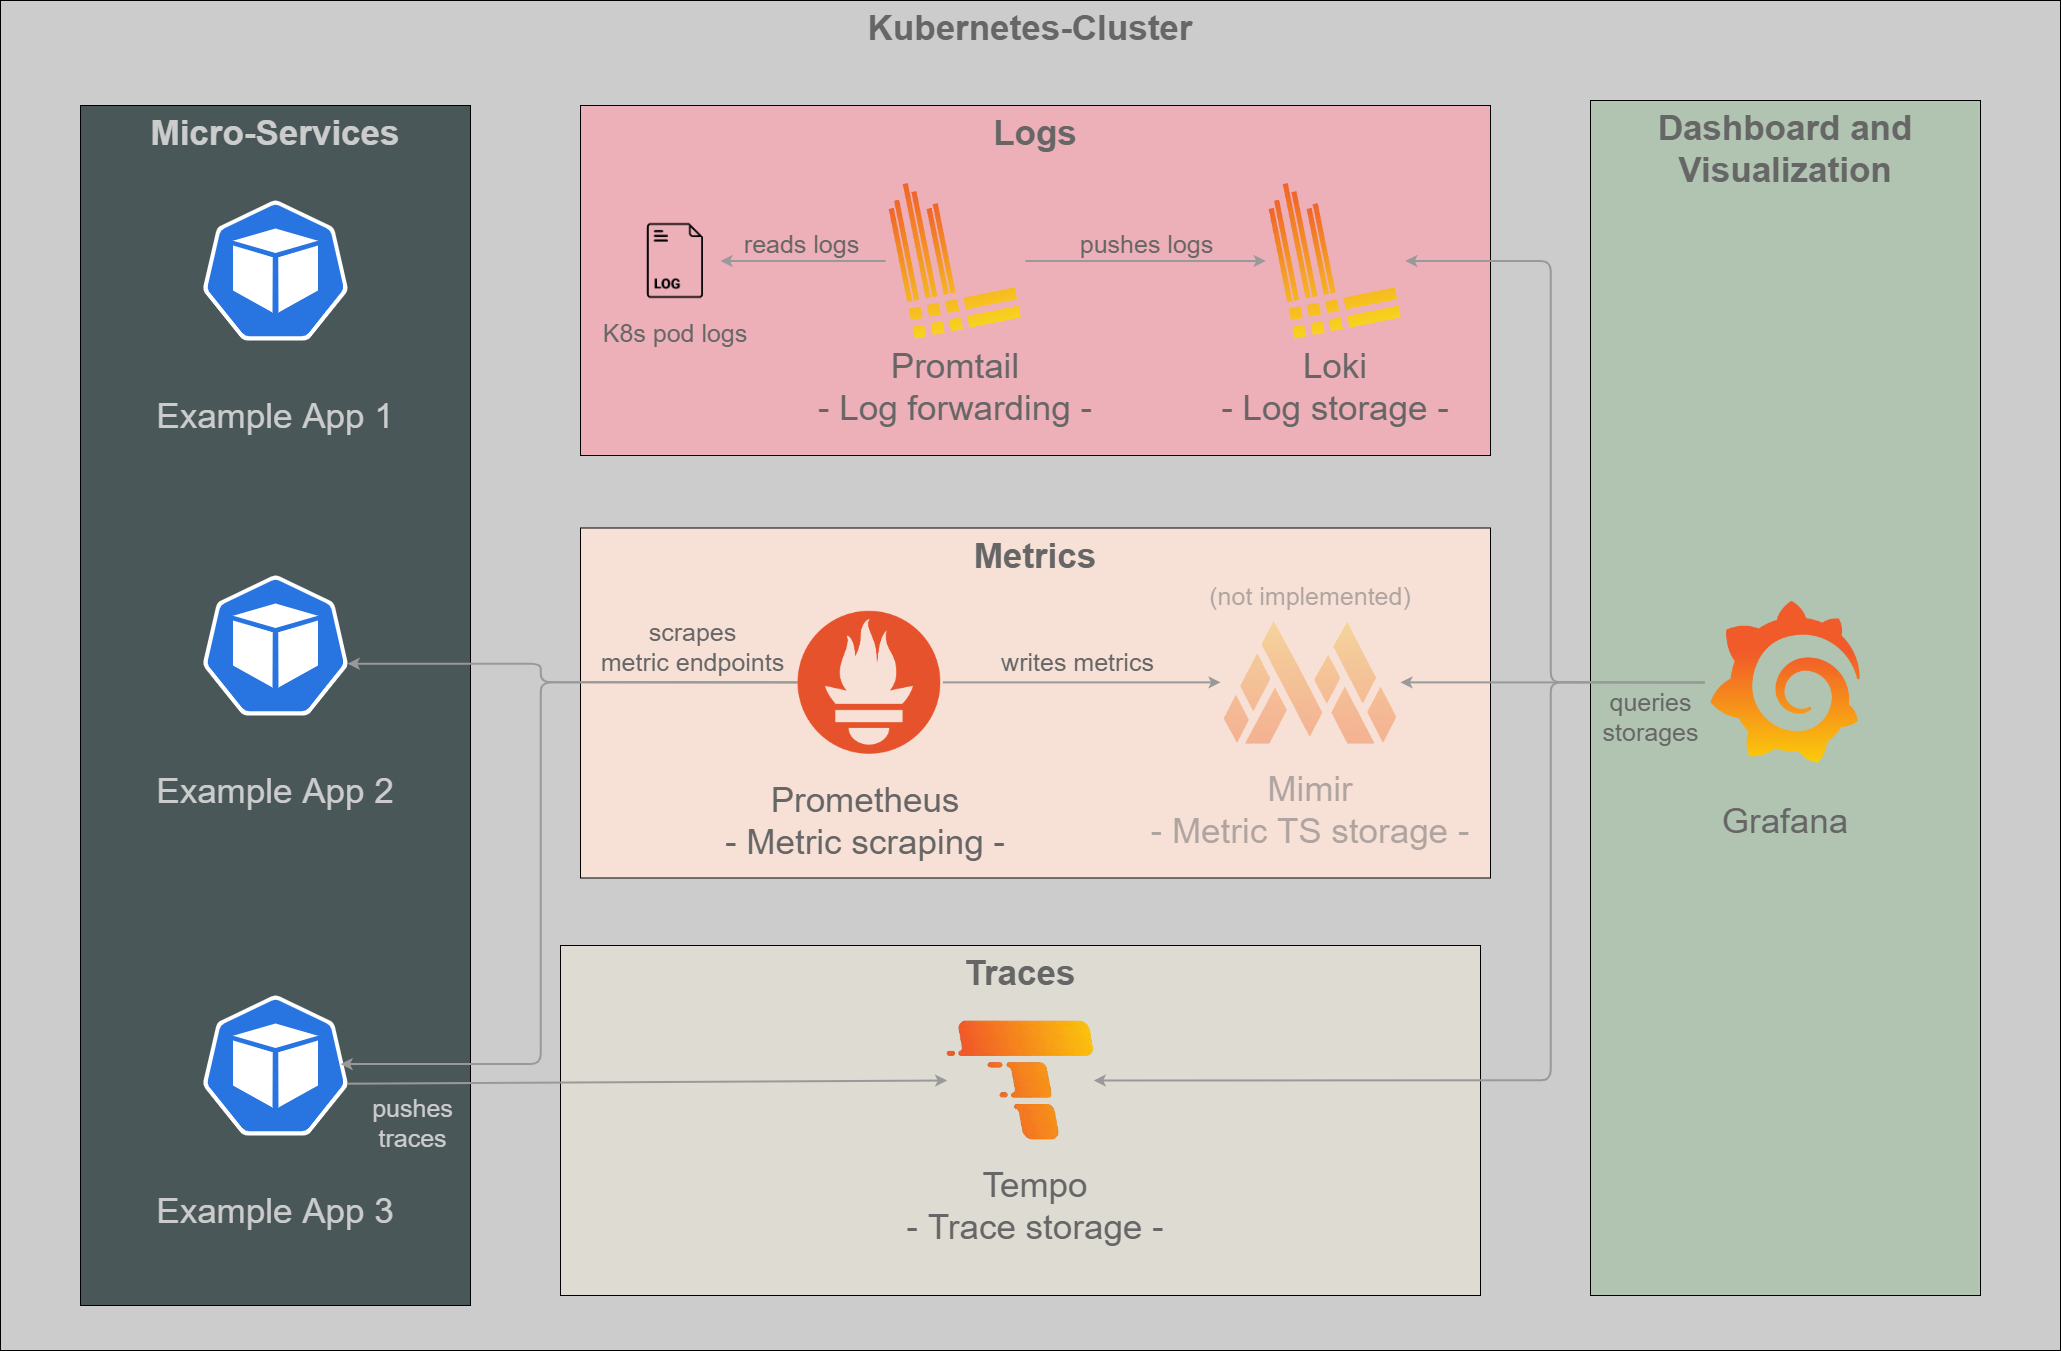 Kubernetes-Cluster
Micro-Services
Example App 1
Example App 2
Example App 3
pushes
traces
Logs
LOG
K8s pod logs
reads logs
Promtail
- Log forwarding -
pushes logs
Loki
- Log storage -
Metrics
scrapes
metric endpoints
Prometheus
- Metric scraping -
writes metrics
(not implemented)
Mimir
- Metric TS storage -
Traces
Tempo
- Trace storage -
Dashboard and
Visualization
queries
storages
Grafana